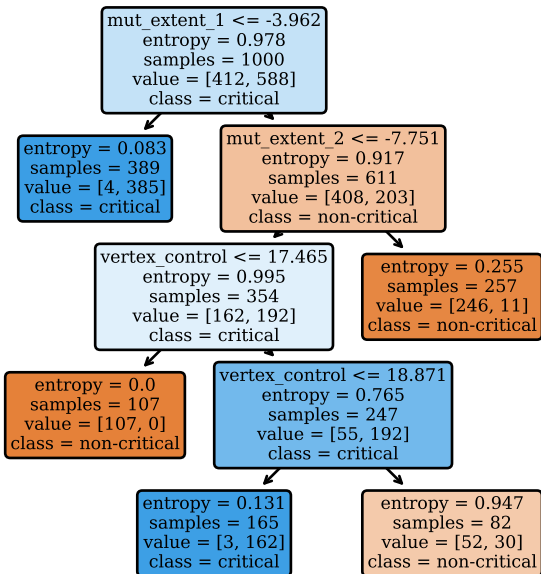 mut_extent_1 <= -3.962
entropy = 0.978
samples = 1000
value = [412, 588]
class = critical
entropy = 0.083
samples = 389
value = [4, 385]
class = critical
mut_extent_2 <= -7.751
entropy = 0.917
samples = 611
value = [408, 203]
class = non-critical
vertex_control <= 17.465
entropy = 0.995
samples = 354
value = [162, 192]
class = critical
entropy = 0.255
samples = 257
value = [246, 11]
class = non-critical
entropy = 0.0
samples = 107
value = [107, 0]
class = non-critical
vertex_control <= 18.871
entropy = 0.765
samples = 247
value = [55, 192]
class = critical
entropy = 0.131
samples = 165
value = [3, 162]
class = critical
entropy = 0.947
samples = 82
value = [52, 30]
class = non-critical